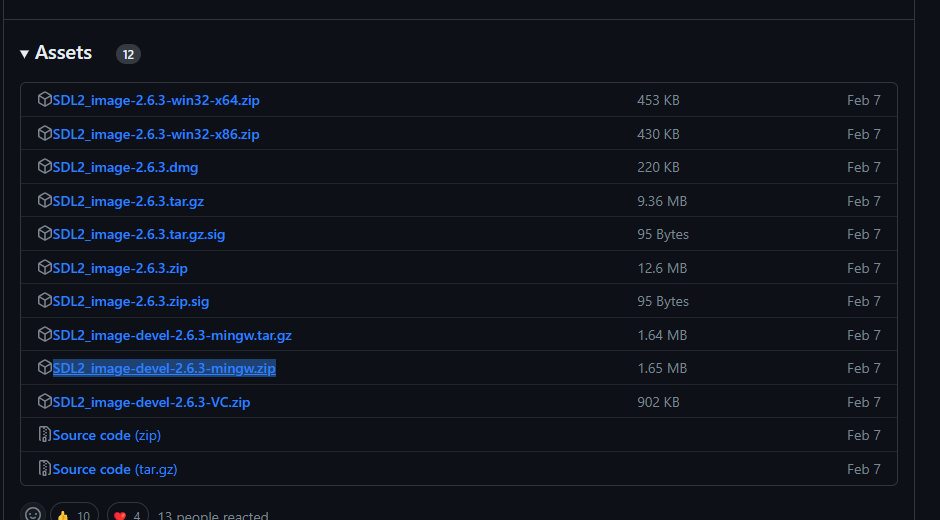 Assets 12
SDL2_image-2.6.3-win32-x64.zip 453 KB Feb 7
SDL2_image-2.6.3-win32-x86.zip 430 KB Feb 7
SDL2_image-2.6.3.dmg 220 KB Feb 7
SDL2_image-2.6.3.tar.gz 9.36 MB Feb 7
SDL2_image-2.6.3.tar.gz.sig 95 Bytes Feb 7
SDL2_image-2.6.3.zip 12.6 MB Feb 7
SDL2_image-2.6.3.zip.sig 95 Bytes Feb 7
SDL2_image-devel-2.6.3-mingw.tar.gz 1.64 MB Feb 7
SDL2_image-devel-2.6.3-mingw.zip 1.65 MB Feb 7
SDL2_image-devel-2.6.3-VC.zip 902 KB Feb 7
Source code (zip) Feb 7
Source code (tar.gz) Feb 7
10 4 13 people reacted